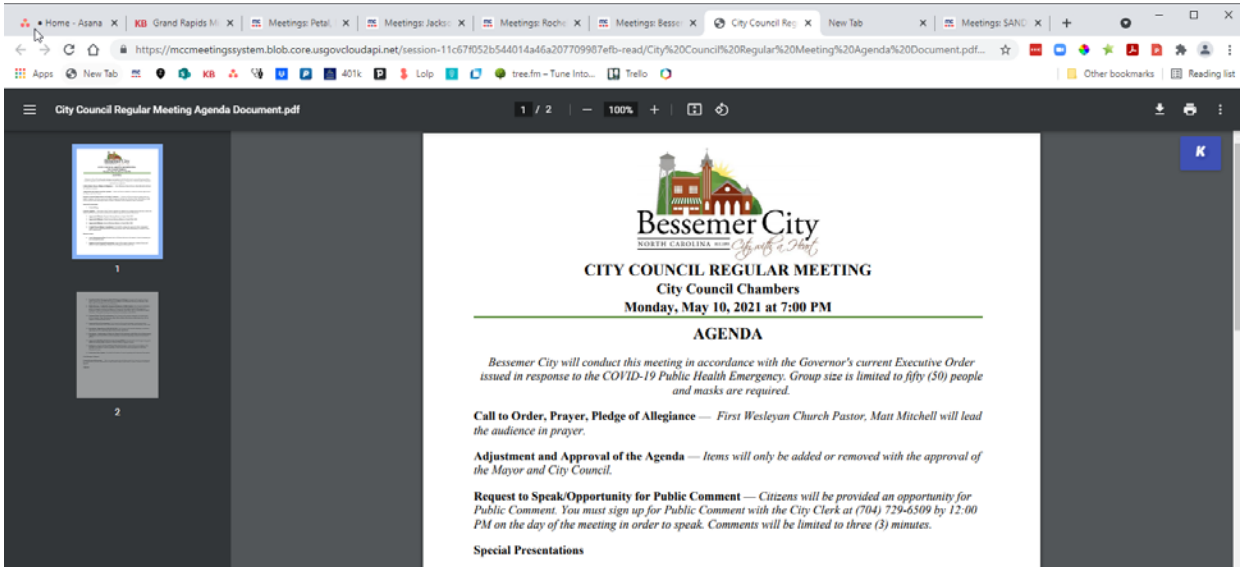 Home - Asana
KB Grand Rapids Mi
Meetings: Petal,
Meetings: Jackso
Meetings: Roche
Meetings: Besse
City Council Reg
New Tab
Meetings: SAND
https://mccmeetingssystem.blob.core.usgovcloudapi.net/session-11c67f052b544014a46a207709987efb-read/City%20Council%20Regular%20Meeting%20Agenda%20Document.pdf...
Apps New Tab KB 401k Lolp tree.fm – Tune Into... Trello Other bookmarks Reading list
City Council Regular Meeting Agenda Document.pdf 1 / 2 — 100% +
K
1
2
Bessemer City
NORTH CAROLINA
City with a Heart
CITY COUNCIL REGULAR MEETING
City Council Chambers
Monday, May 10, 2021 at 7:00 PM
AGENDA
Bessemer City will conduct this meeting in accordance with the Governor's current Executive Order
issued in response to the COVID-19 Public Health Emergency. Group size is limited to fifty (50) people
and masks are required.
Call to Order, Prayer, Pledge of Allegiance — First Wesleyan Church Pastor, Matt Mitchell will lead
the audience in prayer.
Adjustment and Approval of the Agenda — Items will only be added or removed with the approval of
the Mayor and City Council.
Request to Speak/Opportunity for Public Comment — Citizens will be provided an opportunity for
Public Comment. You must sign up for Public Comment with the City Clerk at (704) 729-6509 by 12:00
PM on the day of the meeting in order to speak. Comments will be limited to three (3) minutes.
Special Presentations